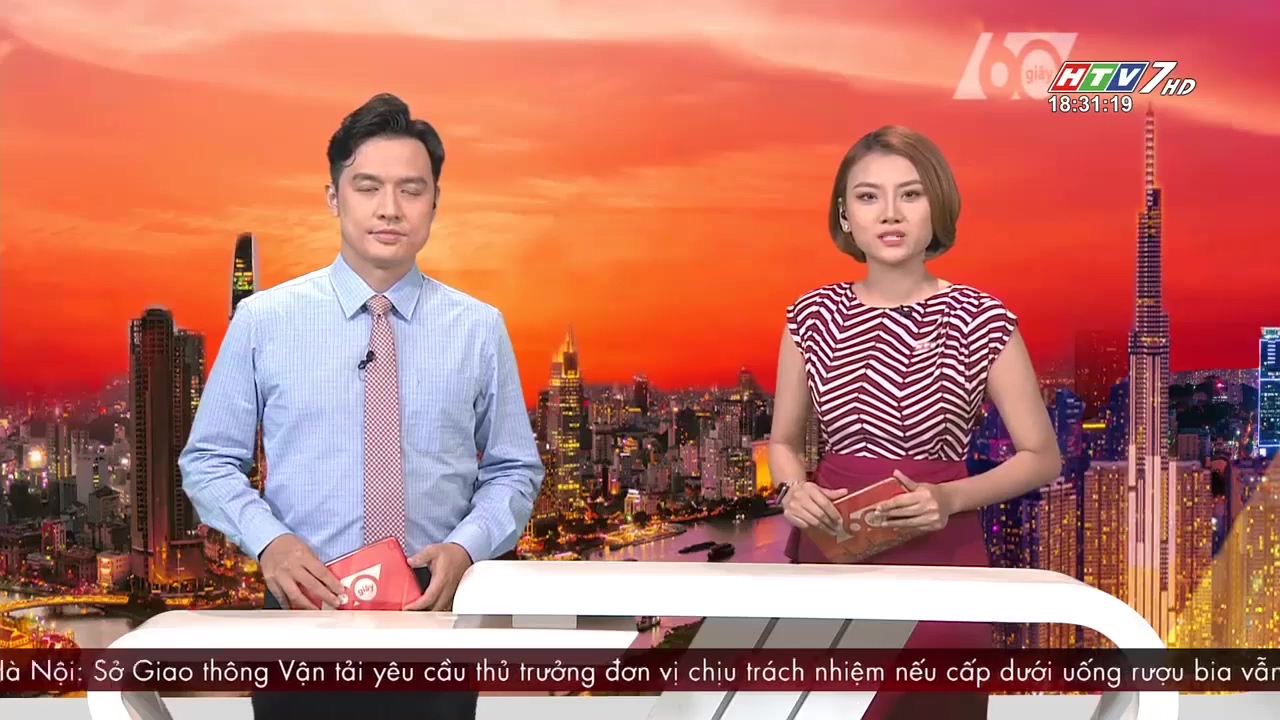 60 giây
HTV7 HD
18:31:19
giây
Hà Nội: Sở Giao thông Vận tải yêu cầu thủ trưởng đơn vị chịu trách nhiệm nếu cấp dưới uống rượu bia vẫn